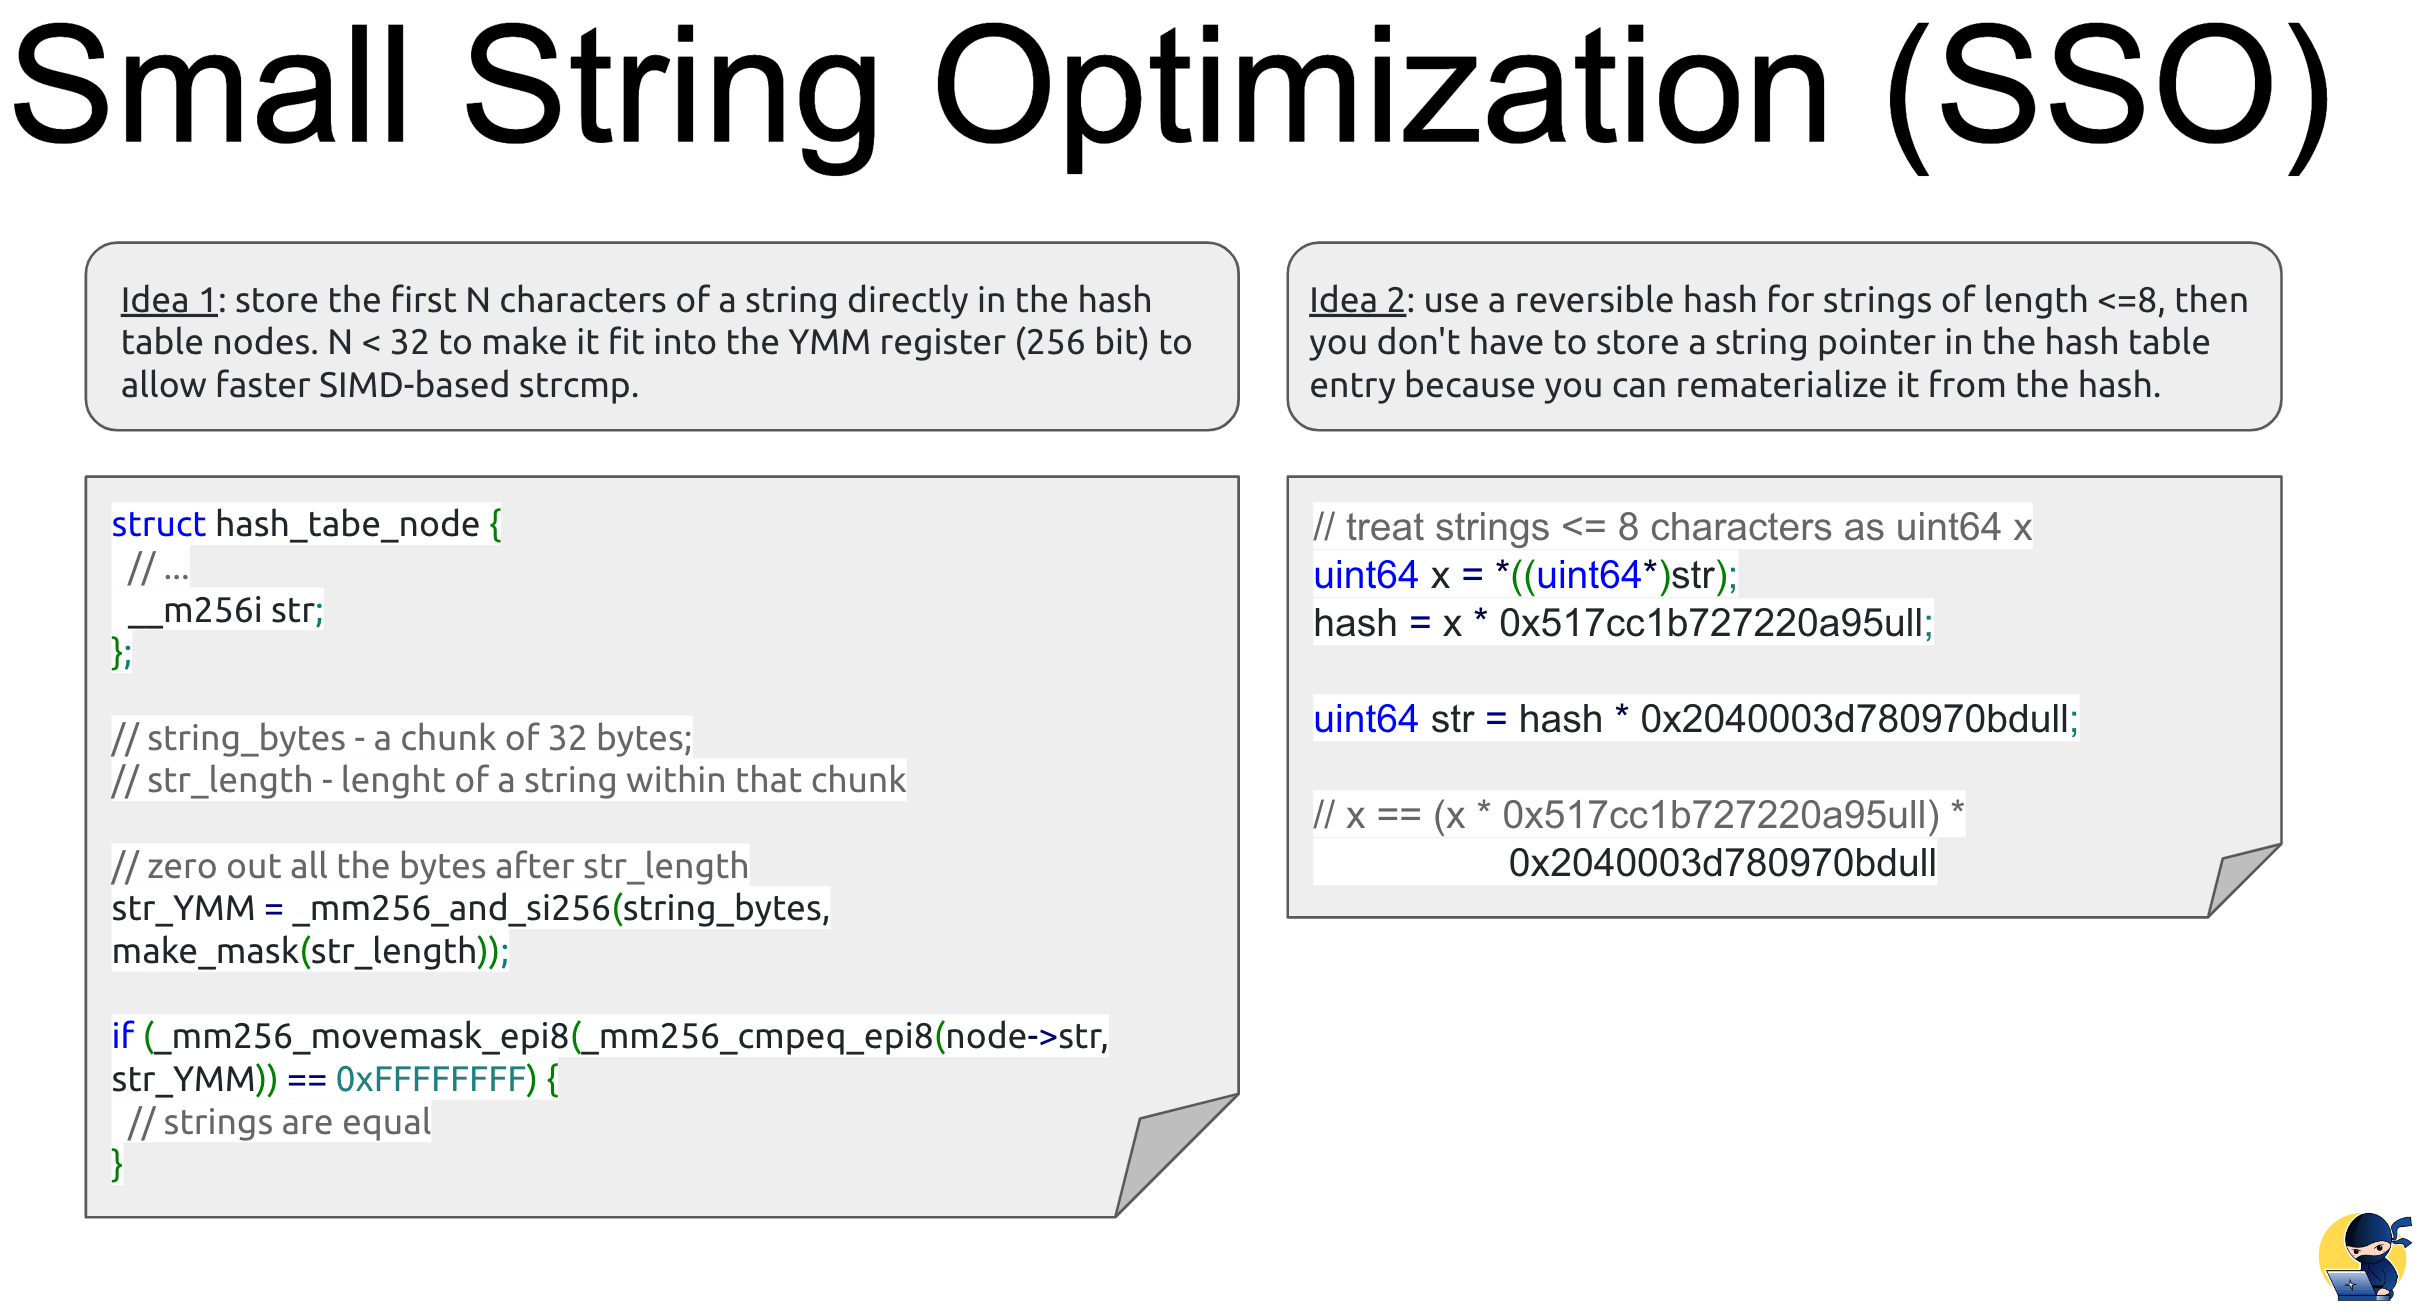 Small String Optimization (SSO)
Idea 1: store the first N characters of a string directly in the hash
table nodes. N < 32 to make it fit into the YMM register (256 bit) to
allow faster SIMD-based strcmp.
struct hash_tabe_node {
  // ...
  __m256i str;
};
// string_bytes - a chunk of 32 bytes;
// str_length - lenght of a string within that chunk
// zero out all the bytes after str_length
str_YMM = _mm256_and_si256(string_bytes,
make_mask(str_length));
if (_mm256_movemask_epi8(_mm256_cmpeq_epi8(node->str,
str_YMM)) == 0xFFFFFFFF) {
  // strings are equal
}
Idea 2: use a reversible hash for strings of length <=8, then
you don't have to store a string pointer in the hash table
entry because you can rematerialize it from the hash.
// treat strings <= 8 characters as uint64 x
uint64 x = *((uint64*)str);
hash = x * 0x517cc1b727220a95ull;
uint64 str = hash * 0x2040003d780970bdull;
// x == (x * 0x517cc1b727220a95ull) *
0x2040003d780970bdull